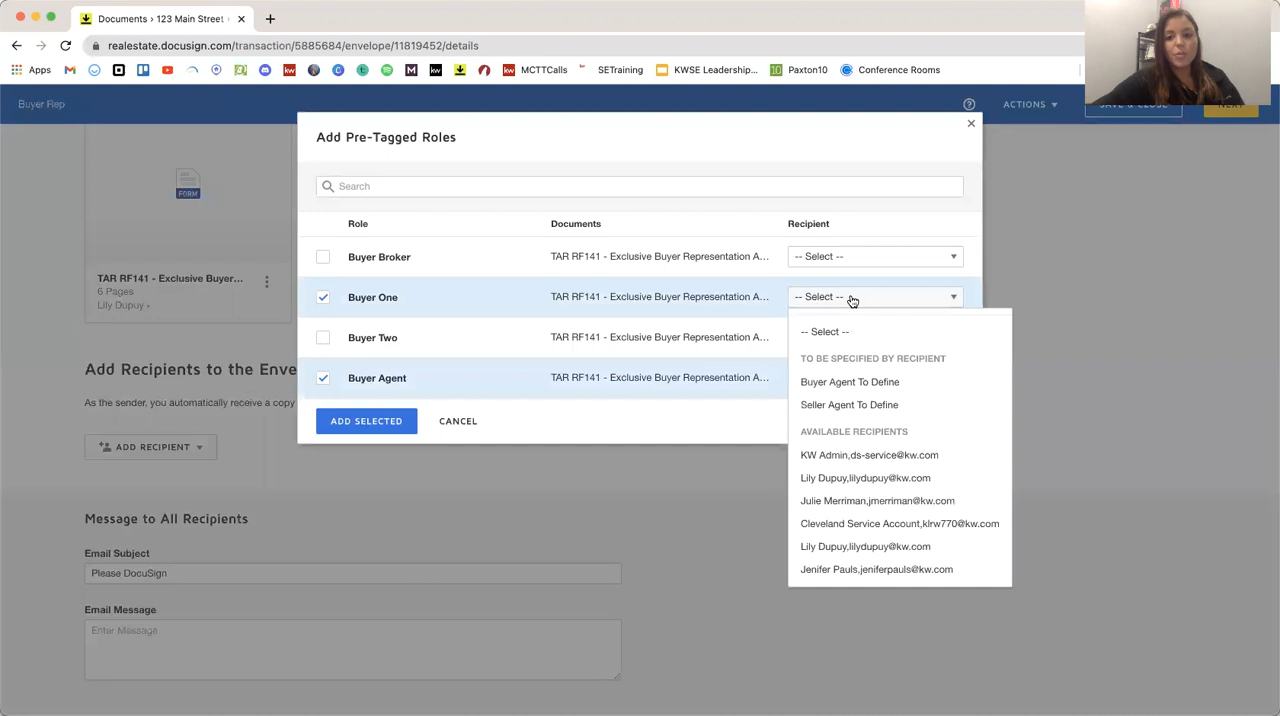 Documents › 123 Main Street
realestate.docusign.com/transaction/5885684/envelope/11819452/details
Apps
MCTTCalls
SETraining
KWSE Leadership...
Paxton10
Conference Rooms
Buyer Rep
ACTIONS
SAVE & CLOSE
NEXT
FORM
TAR RF141 - Exclusive Buyer...
6 Pages
Lily Dupuy •
Add Pre-Tagged Roles
Search
Role Documents Recipient
Buyer Broker TAR RF141 - Exclusive Buyer Representation A... -- Select --
Buyer One TAR RF141 - Exclusive Buyer Representation A... -- Select --
Buyer Two TAR RF141 - Exclusive Buyer Representation A...
Buyer Agent TAR RF141 - Exclusive Buyer Representation A...
ADD SELECTED CANCEL
-- Select --
TO BE SPECIFIED BY RECIPIENT
Buyer Agent To Define
Seller Agent To Define
AVAILABLE RECIPIENTS
KW Admin,ds-service@kw.com
Lily Dupuy,lilydupuy@kw.com
Julie Merriman,jmerriman@kw.com
Cleveland Service Account,klrw770@kw.com
Lily Dupuy,lilydupuy@kw.com
Jenifer Pauls,jeniferpauls@kw.com
Add Recipients to the Enve
As the sender, you automatically receive a copy
ADD RECIPIENT
Message to All Recipients
Email Subject
Please DocuSign
Email Message
Enter Message